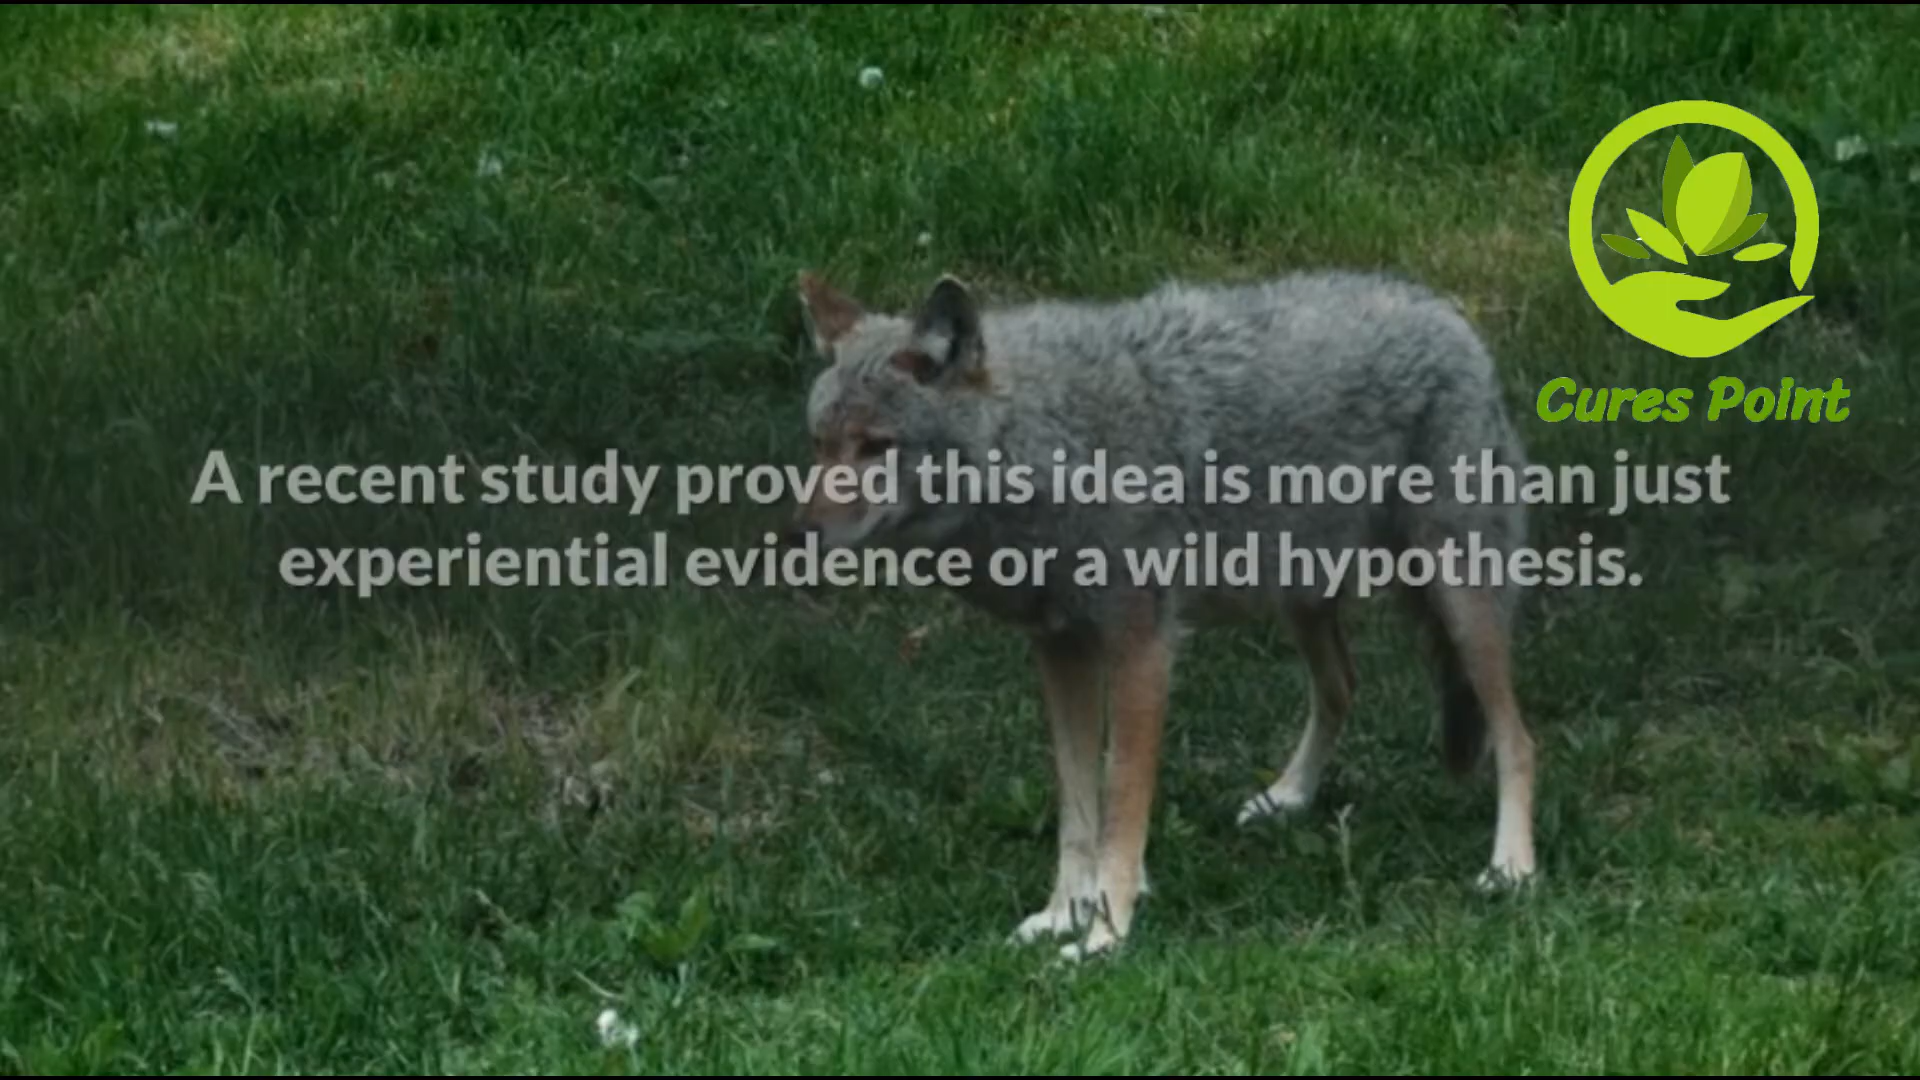 Cures Point
A recent study proved this idea is more than just
experiential evidence or a wild hypothesis.